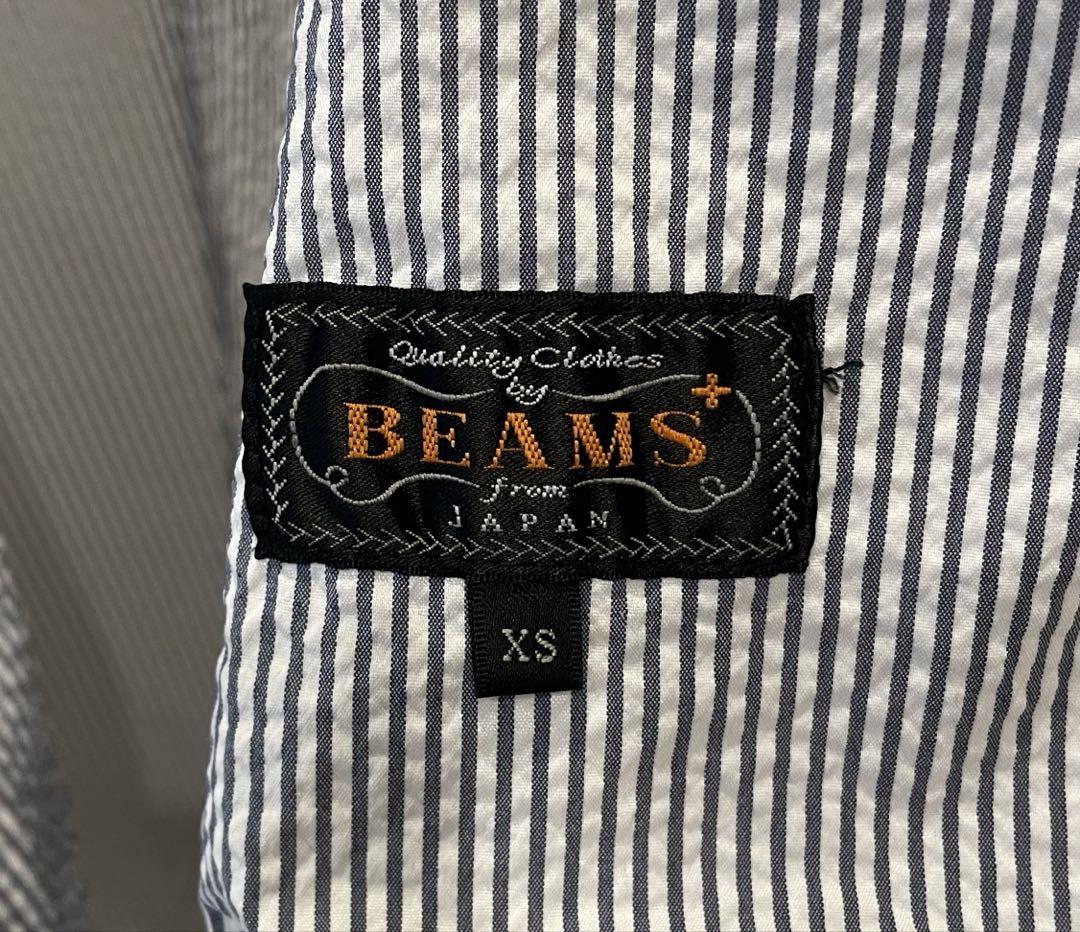 Quality Clothes
by
BEAMS+
from
JAPAN
XS